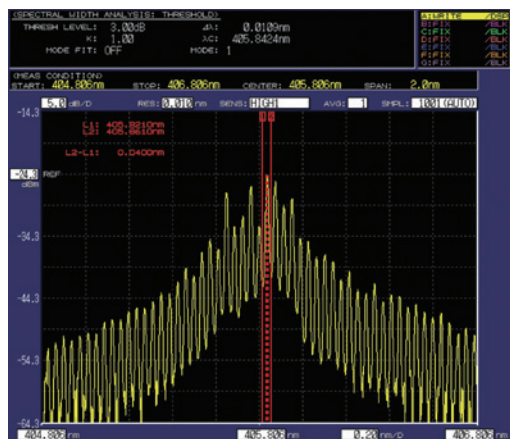 <SPECTRAL WIDTH ANALYSIS: THRESHOLD>
THRESH LEVEL: 3.00dB Δλ: 0.0109nm
K: 1.00 λC: 405.8424nm
MODE FIT: OFF MODE: 1
A:WRITE /DSP
B:FIX /BLK
C:FIX /BLK
D:FIX /BLK
E:FIX /BLK
F:FIX /BLK
G:FIX /BLK
<MEAS CONDITION>
START: 404.806nm STOP: 406.806nm CENTER: 405.806nm SPAN: 2.0nm
5.0 dB/D RES: 0.010 nm SENS: HIGH1 AVG: 1 SMPL: 1001 (AUTO)
-14.3
L1: 405.8210nm
L2: 405.8610nm
L2-L1: 0.0400nm
-24.3 REF
dBm
-34.3
-44.3
-54.3
-64.3
404.806 nm 405.806 nm 0.20 nm/D 406.806 nm